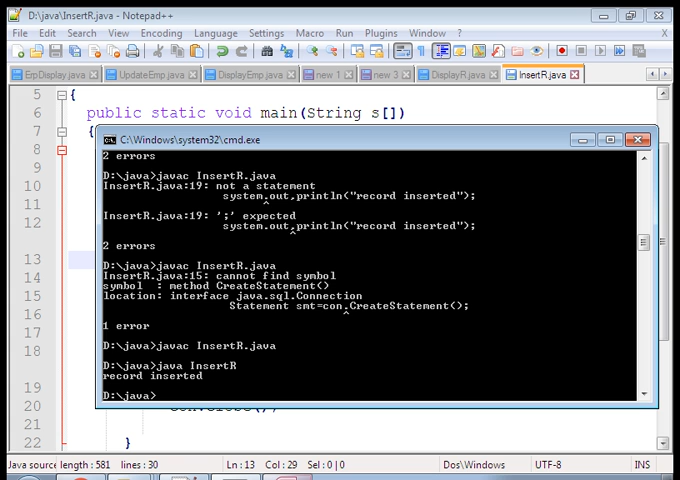 D:\java\InsertR.java - Notepad++
File Edit Search View Encoding Language Settings Macro Run Plugins Window ? X
ErpDisplay.java UpdateEmp.java DisplayEmp.java new 1 new 3 DisplayR.java InsertR.java
5 {
6 public static void main(String s[])
7 {
8
9
10
11
12
13
14
15
16
17
18
19
20 con.close();
21
22 }
C:\Windows\system32\cmd.exe
2 errors
D:\java>javac InsertR.java
InsertR.java:19: not a statement
system.out,println("record inserted");
^
InsertR.java:19: ';' expected
system.out,println("record inserted");
^
2 errors
D:\java>javac InsertR.java
InsertR.java:15: cannot find symbol
symbol  : method CreateStatement()
location: interface java.sql.Connection
Statement smt=con.CreateStatement();
^
1 error
D:\java>javac InsertR.java
D:\java>java InsertR
record inserted
D:\java>
Java source length : 581 lines : 30 Ln : 13 Col : 29 Sel : 0 | 0 Dos\Windows UTF-8 INS